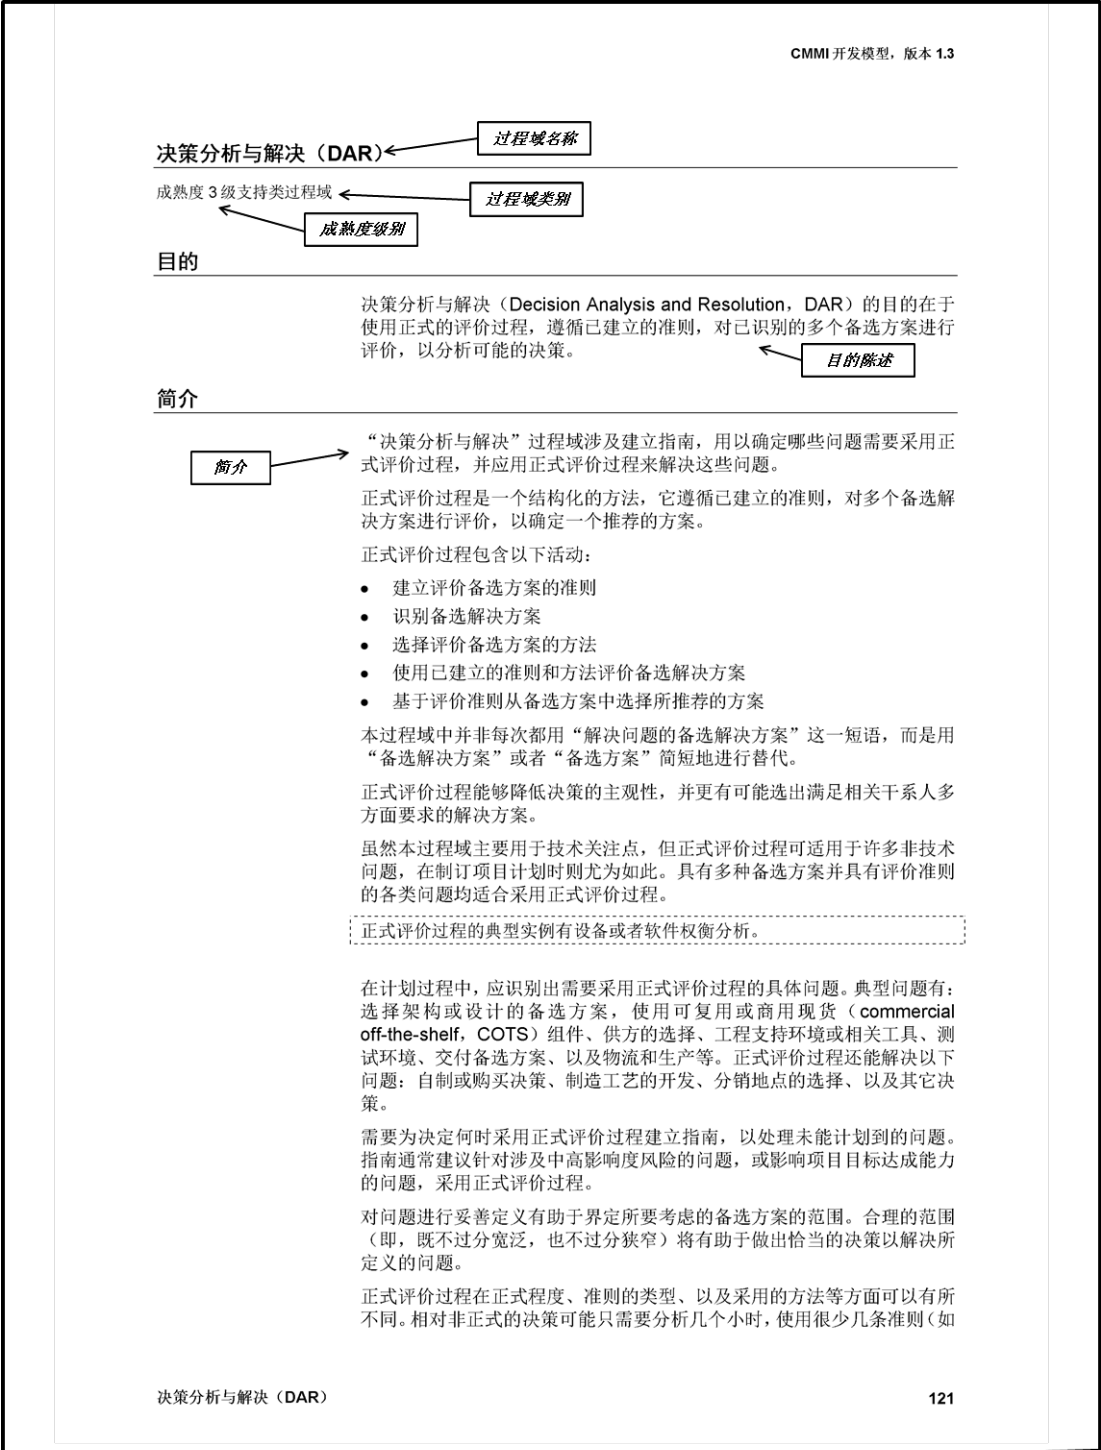 CMMI 开发模型，版本 1.3
决策分析与解决（DAR）
过程域名称
成熟度 3 级支持类过程域
过程域类别
成熟度级别
目的
决策分析与解决（Decision Analysis and Resolution，DAR）的目的在于
使用正式的评价过程，遵循已建立的准则，对已识别的多个备选方案进行
评价，以分析可能的决策。
目的陈述
简介
简介
“决策分析与解决”过程域涉及建立指南，用以确定哪些问题需要采用正
式评价过程，并应用正式评价过程来解决这些问题。
正式评价过程是一个结构化的方法，它遵循已建立的准则，对多个备选解
决方案进行评价，以确定一个推荐的方案。
正式评价过程包含以下活动：
● 建立评价备选方案的准则
● 识别备选解决方案
● 选择评价备选方案的方法
● 使用已建立的准则和方法评价备选解决方案
● 基于评价准则从备选方案中选择所推荐的方案
本过程域中并非每次都用“解决问题的备选解决方案”这一短语，而是用
“备选解决方案”或者“备选方案”简短地进行替代。
正式评价过程能够降低决策的主观性，并更有可能选出满足相关干系人多
方面要求的解决方案。
虽然本过程域主要用于技术关注点，但正式评价过程可适用于许多非技术
问题，在制订项目计划时则尤为如此。具有多种备选方案并具有评价准则
的各类问题均适合采用正式评价过程。
正式评价过程的典型实例有设备或者软件权衡分析。
在计划过程中，应识别出需要采用正式评价过程的具体问题。典型问题有：
选择架构或设计的备选方案，使用可复用或商用现货（commercial
off-the-shelf，COTS）组件、供方的选择、工程支持环境或相关工具、测
试环境、交付备选方案、以及物流和生产等。正式评价过程还能解决以下
问题：自制或购买决策、制造工艺的开发、分销地点的选择、以及其它决
策。
需要为决定何时采用正式评价过程建立指南，以处理未能计划到的问题。
指南通常建议针对涉及中高影响度风险的问题，或影响项目目标达成能力
的问题，采用正式评价过程。
对问题进行妥善定义有助于界定所要考虑的备选方案的范围。合理的范围
（即，既不过分宽泛，也不过分狭窄）将有助于做出恰当的决策以解决所
定义的问题。
正式评价过程在正式程度、准则的类型、以及采用的方法等方面可以有所
不同。相对非正式的决策可能只需要分析几个小时，使用很少几条准则（如
决策分析与解决（DAR）
121